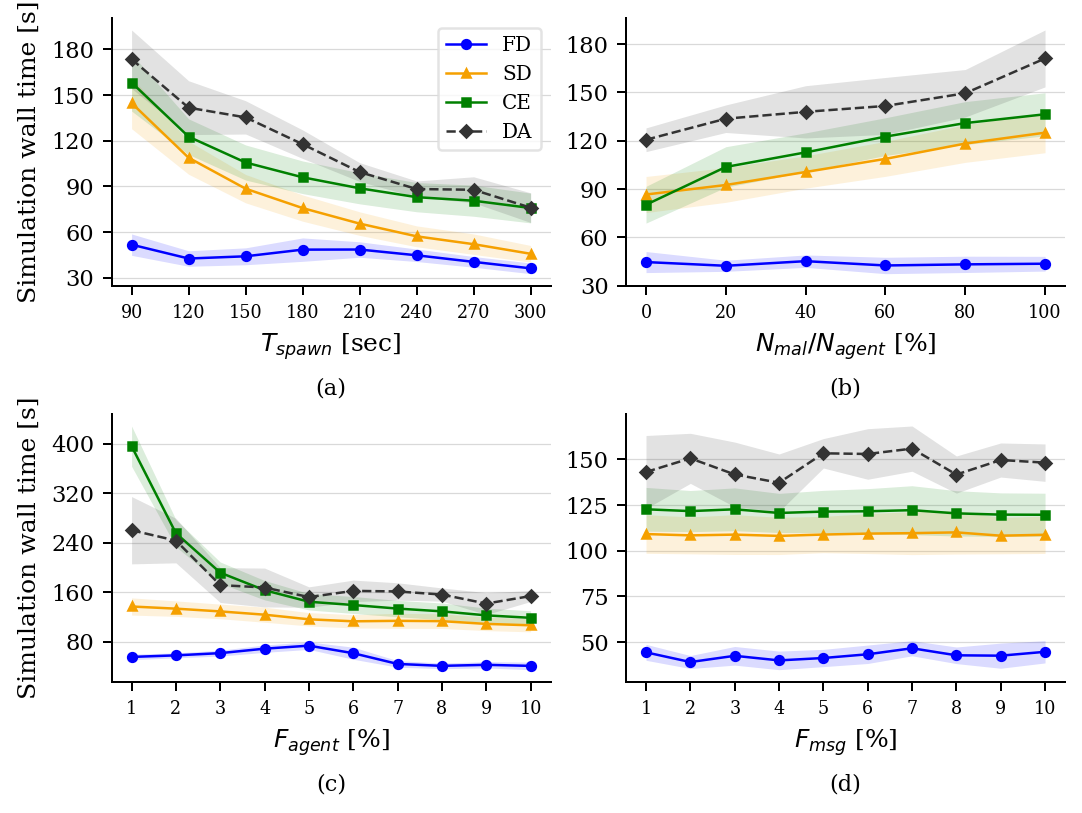 Simulation wall time [s]
180
150
120
90
60
30
FD
SD
CE
DA
90 120 150 180 210 240 270 300
T_spawn [sec]
(a)
180
150
120
90
60
30
0 20 40 60 80 100
N_mal/N_agent [%]
(b)
Simulation wall time [s]
400
320
240
160
80
1 2 3 4 5 6 7 8 9 10
F_agent [%]
(c)
150
125
100
75
50
1 2 3 4 5 6 7 8 9 10
F_msg [%]
(d)